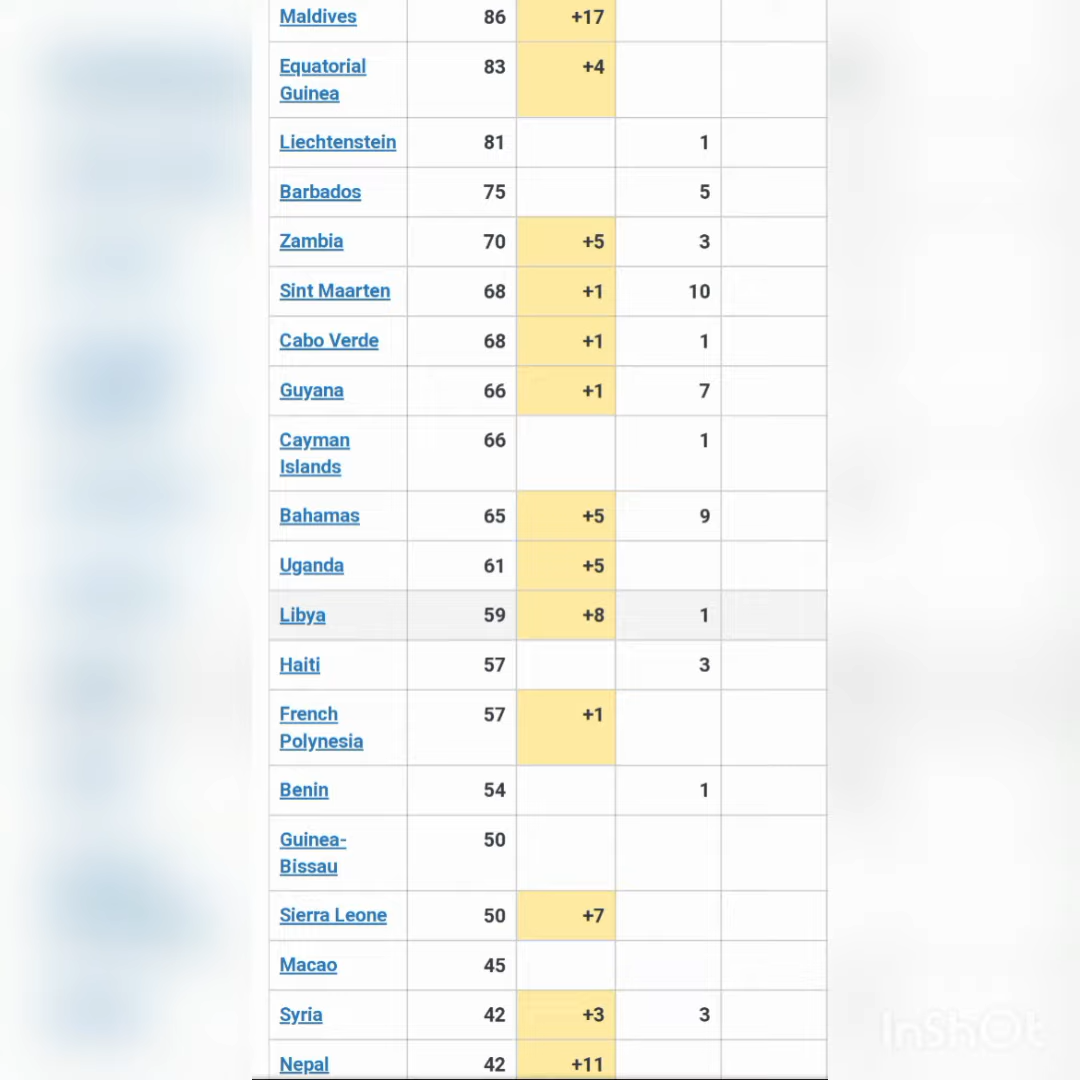 Maldives 86 +17
Equatorial 83 +4
Guinea
Liechtenstein 81 1
Barbados 75 5
Zambia 70 +5 3
Sint Maarten 68 +1 10
Cabo Verde 68 +1 1
Guyana 66 +1 7
Cayman 66 1
Islands
Bahamas 65 +5 9
Uganda 61 +5
Libya 59 +8 1
Haiti 57 3
French 57 +1
Polynesia
Benin 54 1
Guinea- 50
Bissau
Sierra Leone 50 +7
Macao 45
Syria 42 +3 3
Nepal 42 +11
InShOt